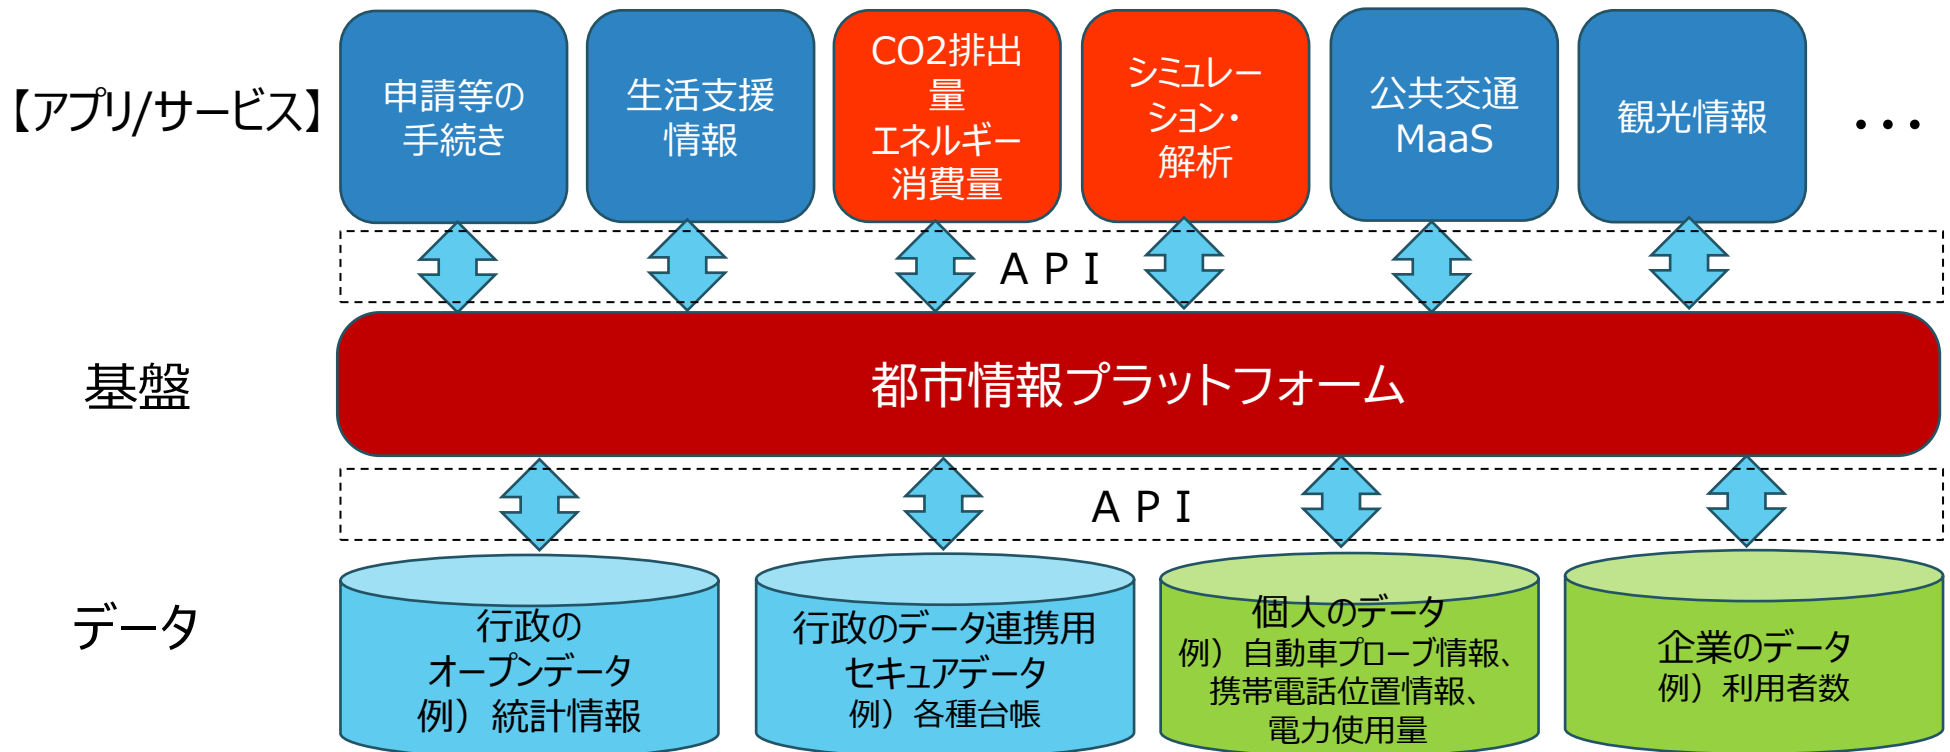 【アプリ/サービス】
申請等の
手続き
生活支援
情報
CO2排出
量
エネルギー
消費量
シミュレー
ション・
解析
公共交通
MaaS
観光情報
・・・
ＡＰＩ
基盤
都市情報プラットフォーム
ＡＰＩ
データ
行政の
オープンデータ
例）統計情報
行政のデータ連携用
セキュアデータ
例）各種台帳
個人のデータ
例）自動車プローブ情報、
携帯電話位置情報、
電力使用量
企業のデータ
例）利用者数